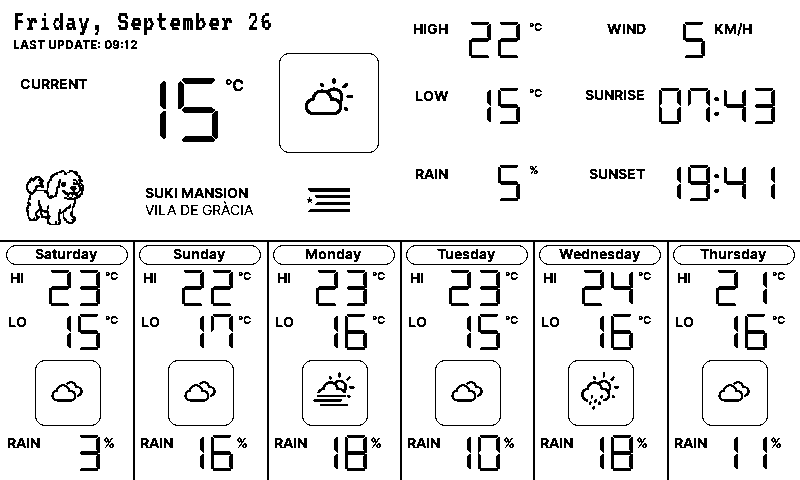 Friday, September 26
LAST UPDATE: 09:12
CURRENT 15 °C
SUKI MANSION
VILA DE GRÀCIA
HIGH 22 °C
LOW 15 °C
RAIN 5 %
WIND 5 KM/H
SUNRISE 07:43
SUNSET 19:41
Saturday
HI 23 °C
LO 15 °C
RAIN 3 %
Sunday
HI 22 °C
LO 17 °C
RAIN 16 %
Monday
HI 23 °C
LO 16 °C
RAIN 18 %
Tuesday
HI 23 °C
LO 15 °C
RAIN 10 %
Wednesday
HI 24 °C
LO 16 °C
RAIN 18 %
Thursday
HI 21 °C
LO 16 °C
RAIN 11 %